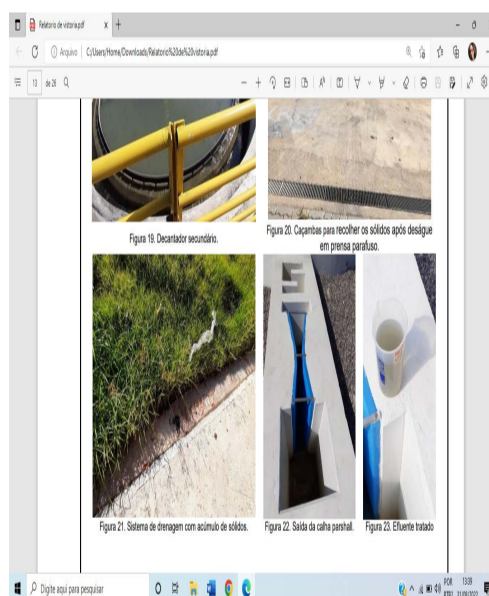 Relatorio de vistoria.pdf
Arquivo | C:/Users/Home/Downloads/Relatorio%20de%20vistoria.pdf
13 de 26
Figura 19. Decantador secundário.
Figura 20. Caçambas para recolher os sólidos após deságue
em prensa parafuso.
Figura 21. Sistema de drenagem com acúmulo de sólidos.
Figura 22. Saída da calha parshall.
Figura 23. Efluente tratado
Digite aqui para pesquisar
POR 13:09